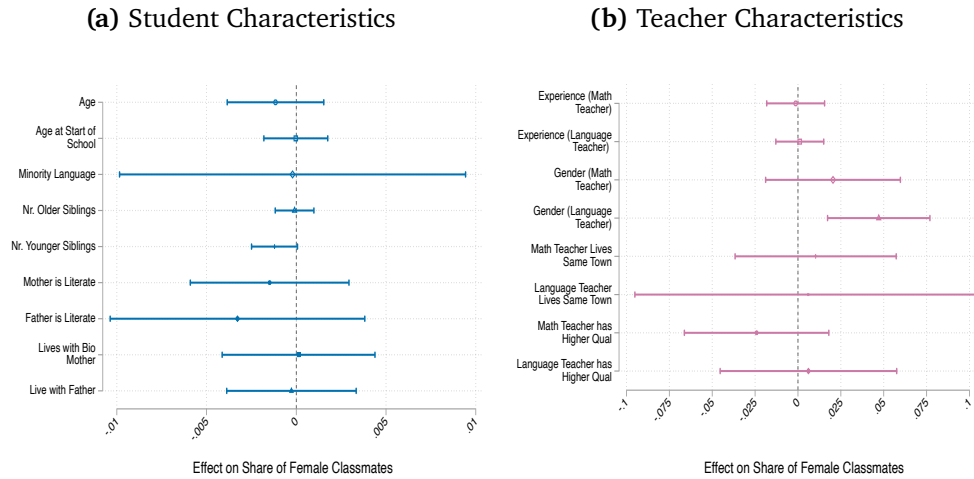 (a) Student Characteristics
Age
Age at Start of
School
Minority Language
Nr. Older Siblings
Nr. Younger Siblings
Mother is Literate
Father is Literate
Lives with Bio
Mother
Live with Father
-.01
-.005
0
.005
.01
Effect on Share of Female Classmates
(b) Teacher Characteristics
Experience (Math
Teacher)
Experience (Language
Teacher)
Gender (Math
Teacher)
Gender (Language
Teacher)
Math Teacher Lives
Same Town
Language Teacher
Lives Same Town
Math Teacher has
Higher Qual
Language Teacher has
Higher Qual
-.1
-.075
-.05
-.025
0
.025
.05
.075
.1
Effect on Share of Female Classmates